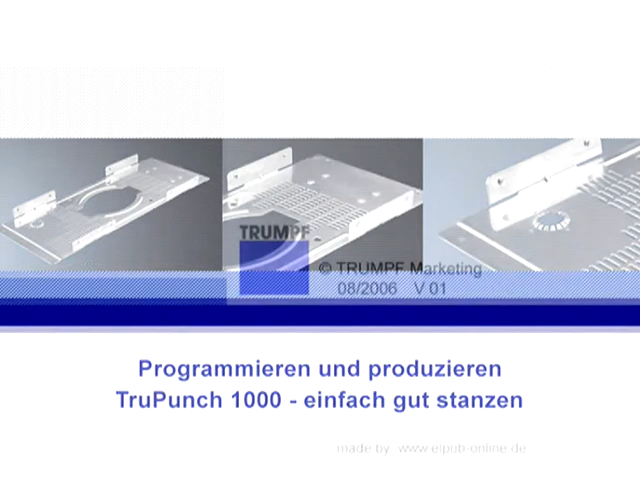 TRUMPF
© TRUMPF Marketing
08/2006 V 01
Programmieren und produzieren
TruPunch 1000 - einfach gut stanzen
made by www.elpub-online.de